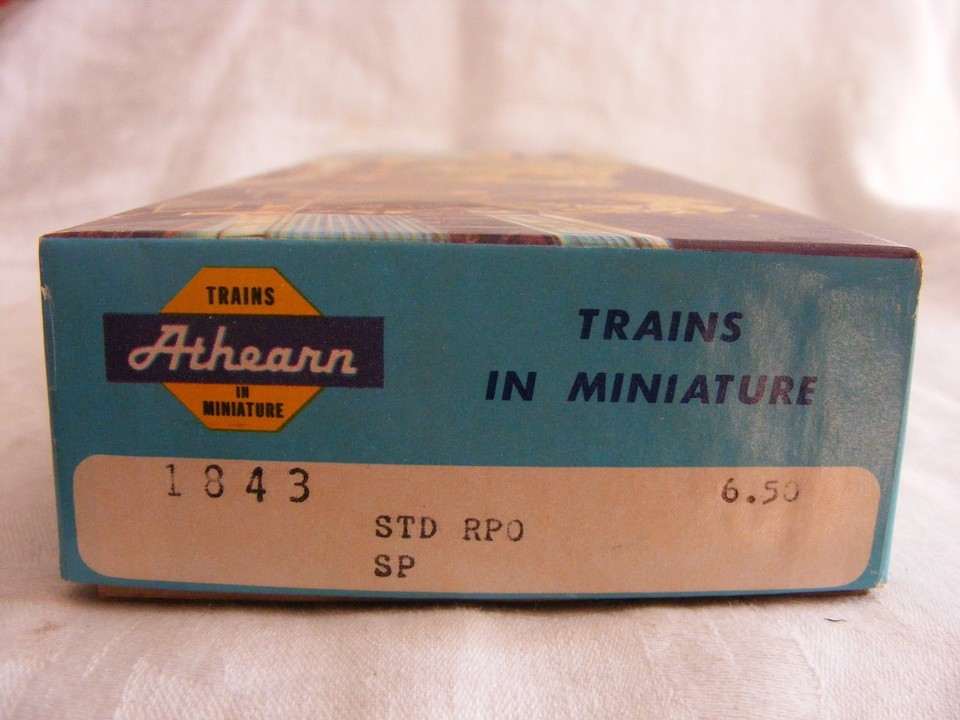 TRAINS
Athearn
IN
MINIATURE
TRAINS
IN MINIATURE
1843 6.50
STD RPO
SP